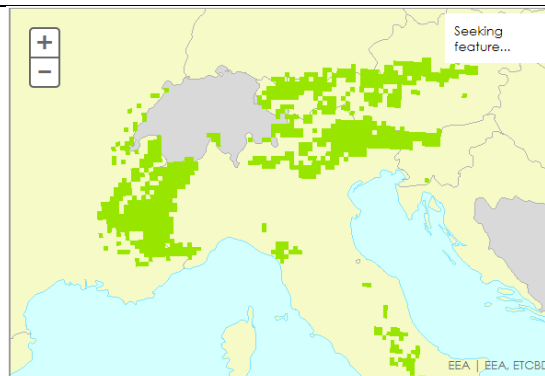 +
−
Seeking
feature...
EEA | EEA, ETCBD